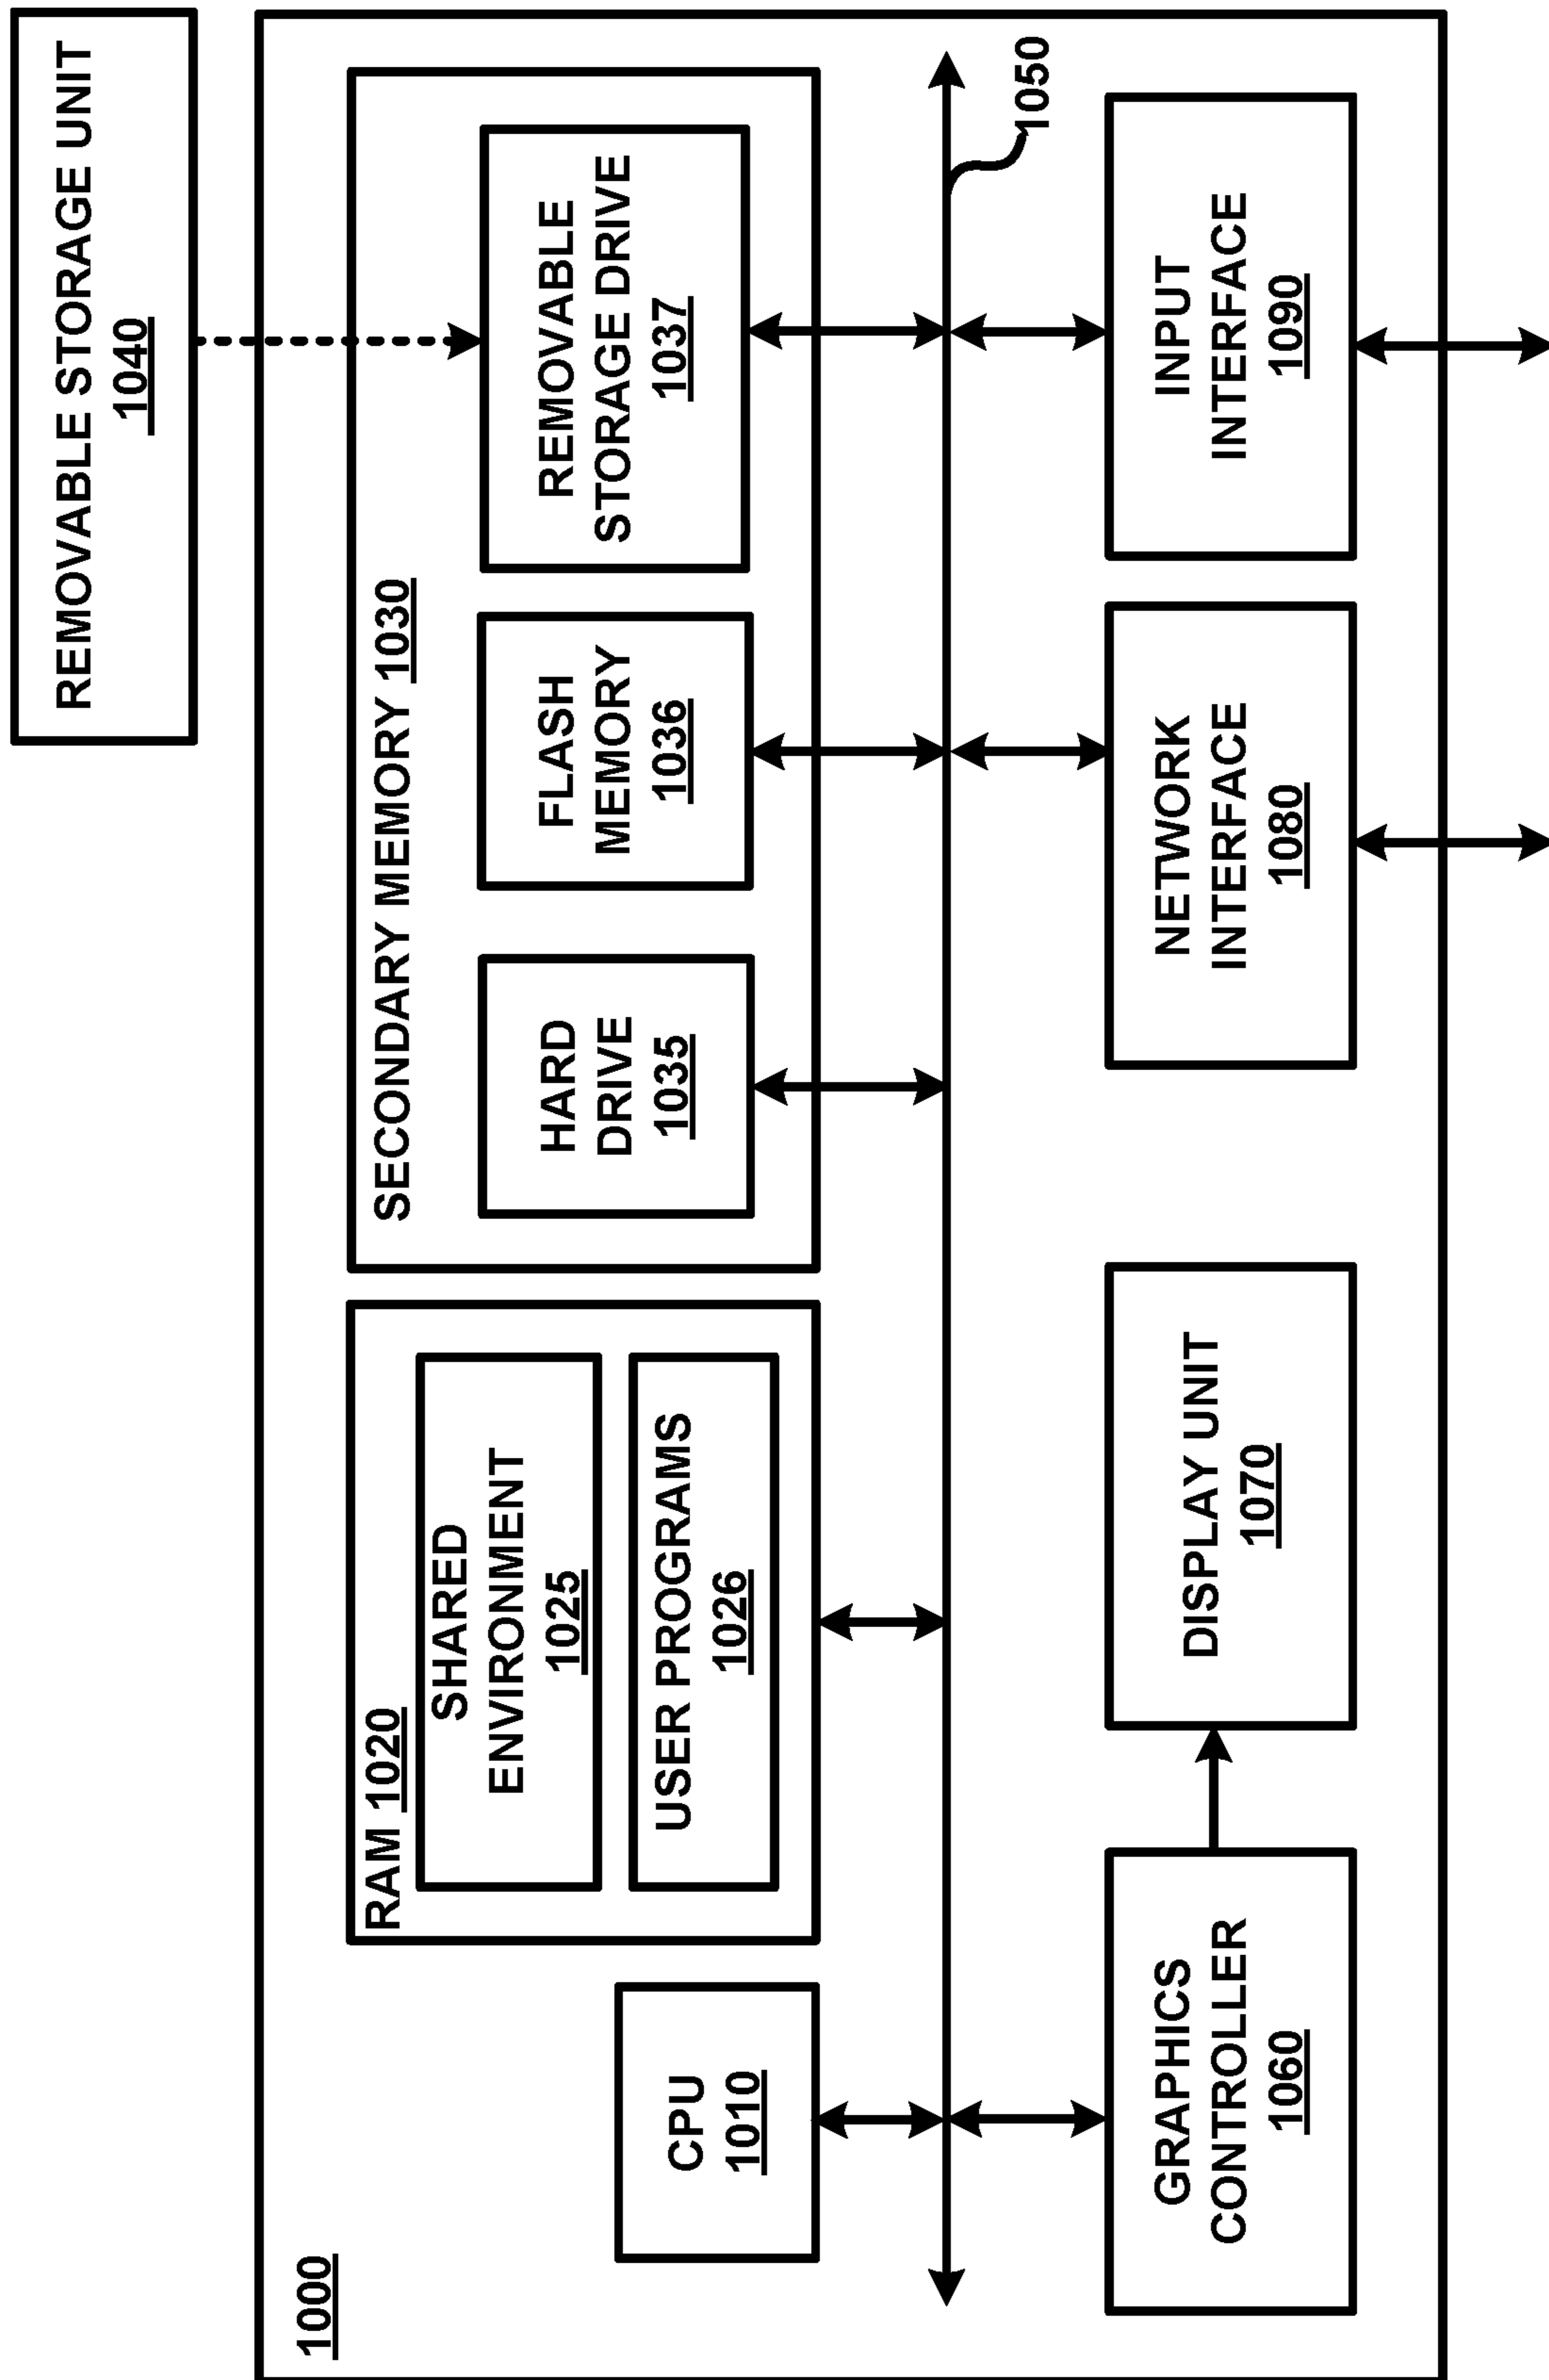 REMOVABLE STORAGE UNIT
1040
1000
RAM 1020
SHARED
ENVIRONMENT
1025
USER PROGRAMS
1026
SECONDARY MEMORY 1030
HARD
DRIVE
1035
FLASH
MEMORY
1036
REMOVABLE
STORAGE DRIVE
1037
CPU
1010
1050
GRAPHICS
CONTROLLER
1060
DISPLAY UNIT
1070
NETWORK
INTERFACE
1080
INPUT
INTERFACE
1090